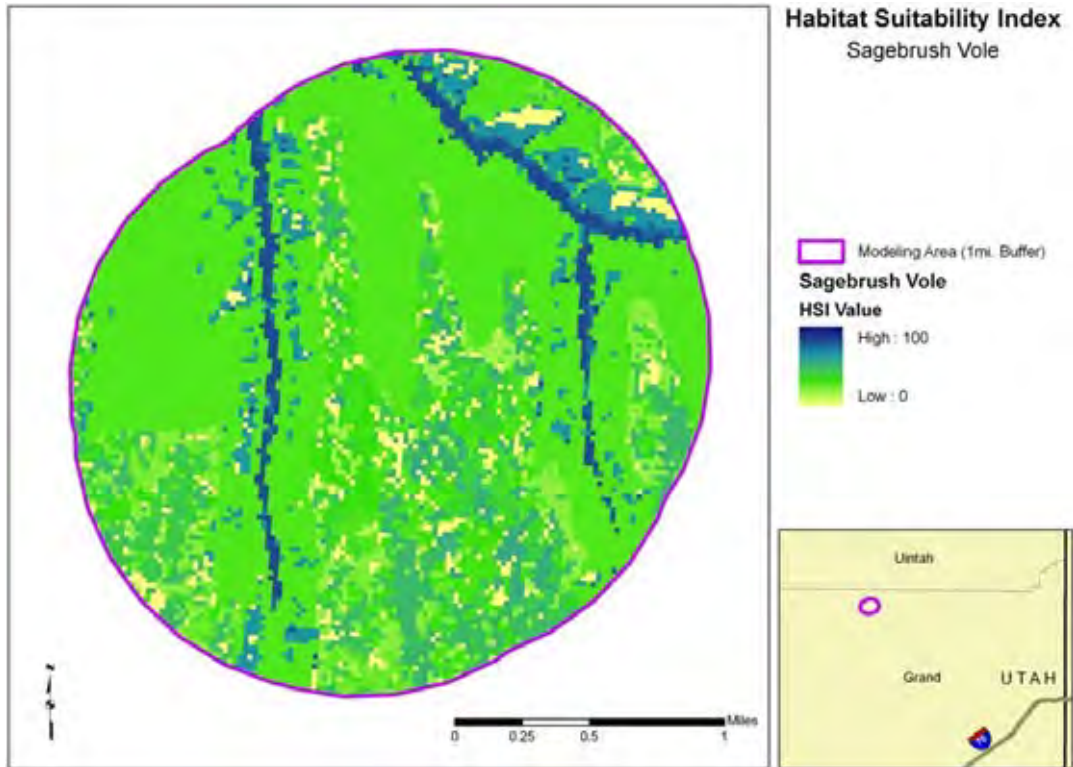 Habitat Suitability Index
Sagebrush Vole
Modeling Area (1mi. Buffer)
Sagebrush Vole
HSI Value
High : 100
Low : 0
Miles
0 0.25 0.5 1
Uintah
Grand
UTAH